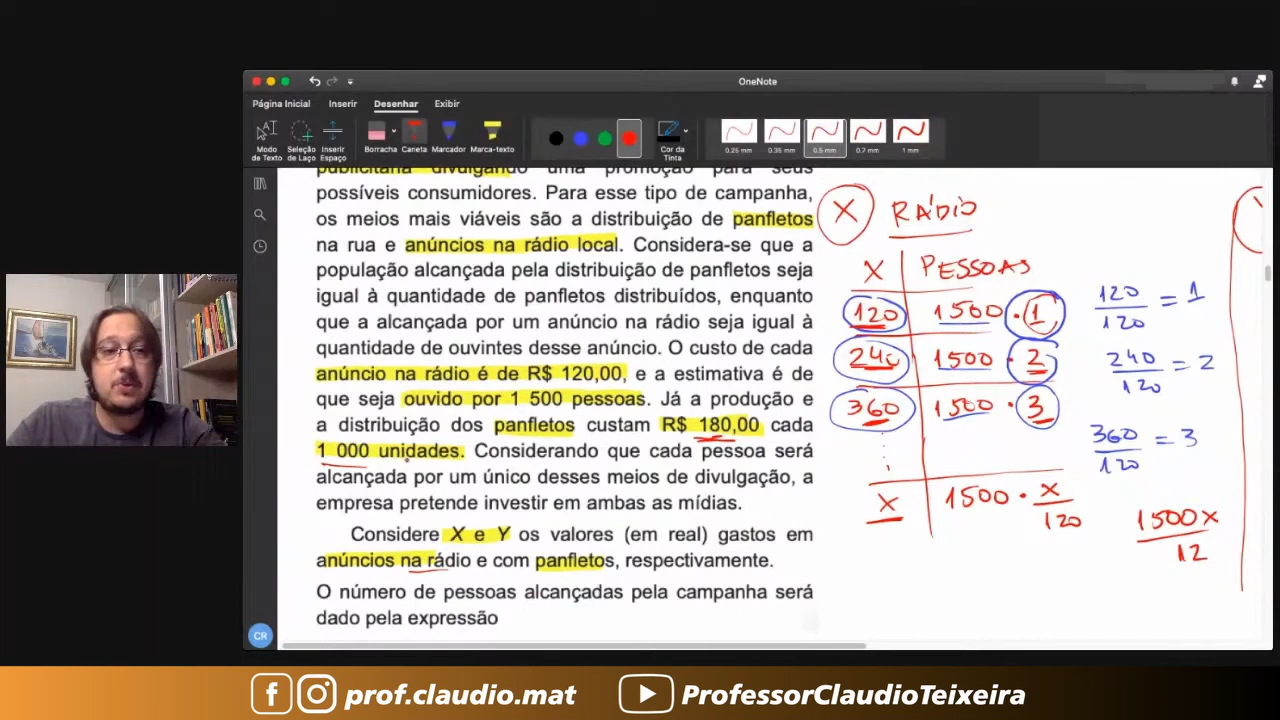 OneNote
Página Inicial Inserir Desenhar Exibir
Modo de Texto
Seleção de Laço
Inserir Espaço
Borracha
Caneta
Marcador
Marca-texto
Cor da Tinta
0.25 mm 0.35 mm 0.5 mm 0.7 mm 1 mm
publicitária divulgando uma promoção para seus
possíveis consumidores. Para esse tipo de campanha,
os meios mais viáveis são a distribuição de panfletos
na rua e anúncios na rádio local. Considera-se que a
população alcançada pela distribuição de panfletos seja
igual à quantidade de panfletos distribuídos, enquanto
que a alcançada por um anúncio na rádio seja igual à
quantidade de ouvintes desse anúncio. O custo de cada
anúncio na rádio é de R$ 120,00, e a estimativa é de
que seja ouvido por 1 500 pessoas. Já a produção e
a distribuição dos panfletos custam R$ 180,00 cada
1 000 unidades. Considerando que cada pessoa será
alcançada por um único desses meios de divulgação, a
empresa pretende investir em ambas as mídias.
Considere X e Y os valores (em real) gastos em
anúncios na rádio e com panfletos, respectivamente.
O número de pessoas alcançadas pela campanha será
dado pela expressão
X RÁDIO
X PESSOAS
120 1500 · 1
240 1500 · 2
360 1500 · 3
X 1500 · X/120
120/120 = 1
240/120 = 2
360/120 = 3
1500X/12
CR
prof.claudio.mat ProfessorClaudioTeixeira